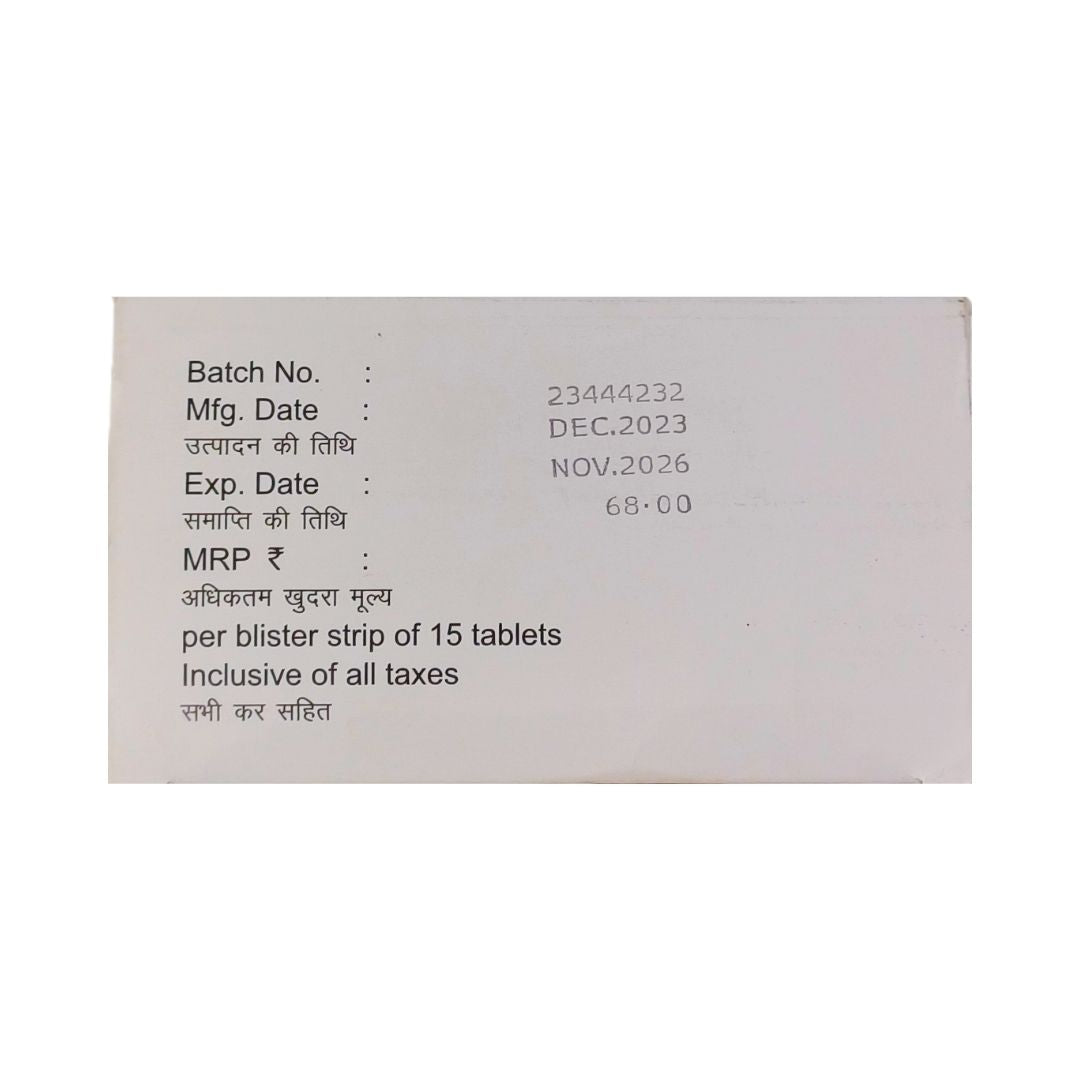 Batch No. :
23444232
Mfg. Date :
DEC.2023
उत्पादन की तिथि
Exp. Date :
NOV.2026
समाप्ति की तिथि
MRP ₹ :
68.00
अधिकतम खुदरा मूल्य
per blister strip of 15 tablets
Inclusive of all taxes
सभी कर सहित